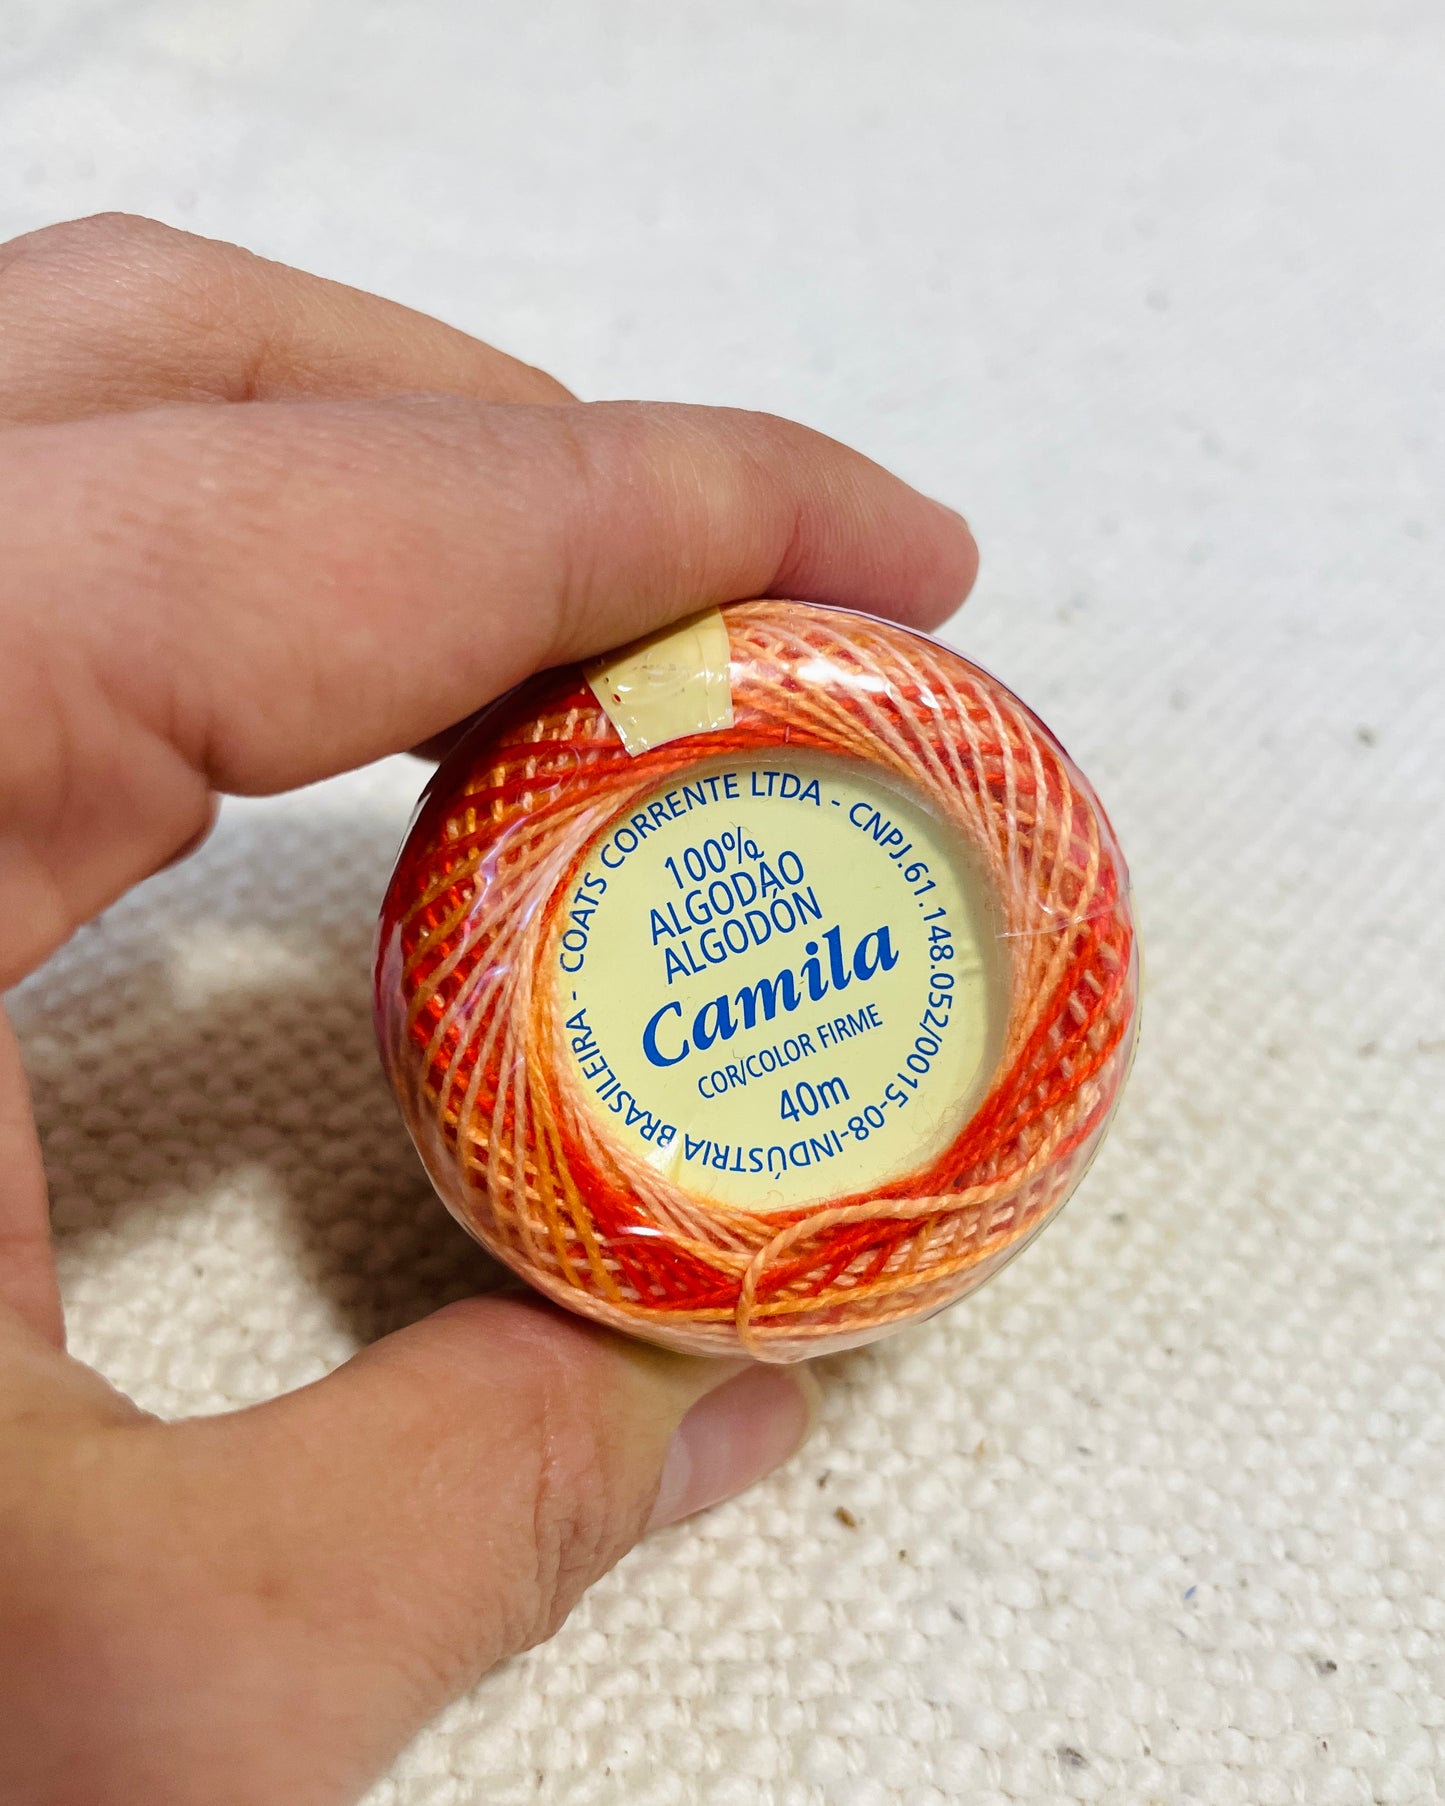 COATS CORRENTE LTDA - CNPJ.61.148.052/0015-08-INDÚSTRIA BRASILEIRA -
100%
ALGODÃO
ALGODÓN
Camila
COR/COLOR FIRME
40m